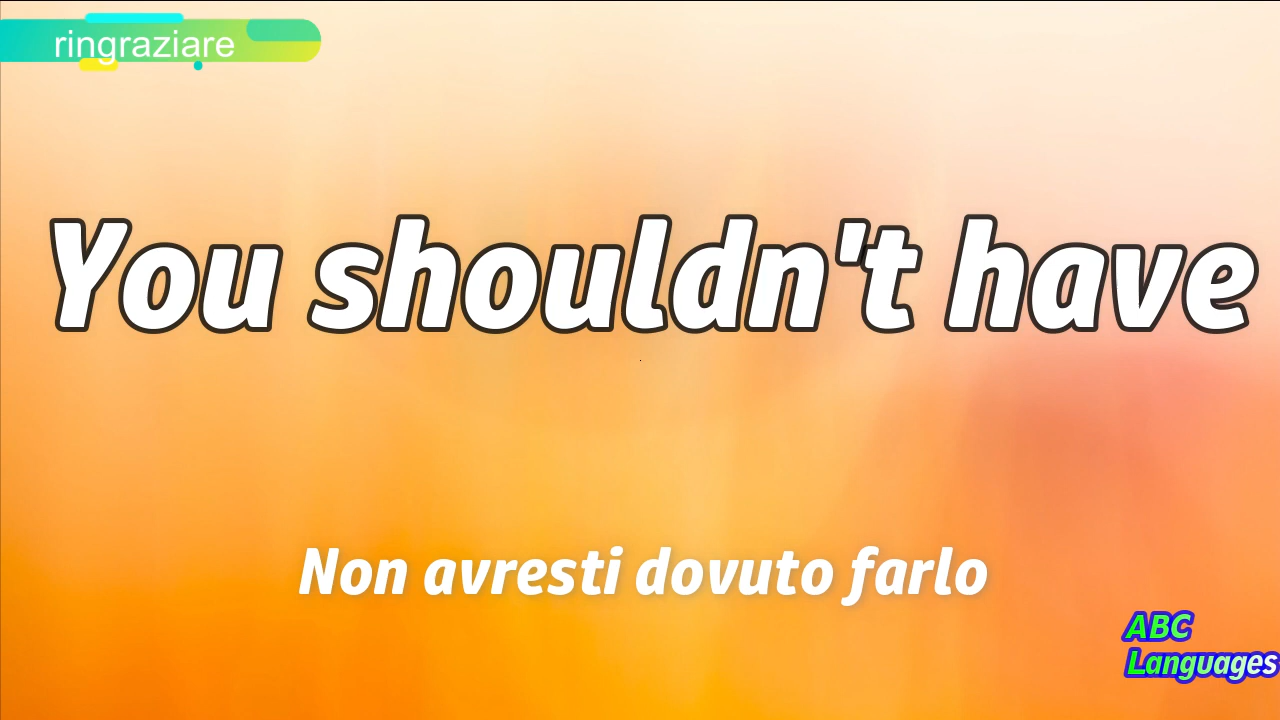 ringraziare
You shouldn't have
Non avresti dovuto farlo
ABC
Languages